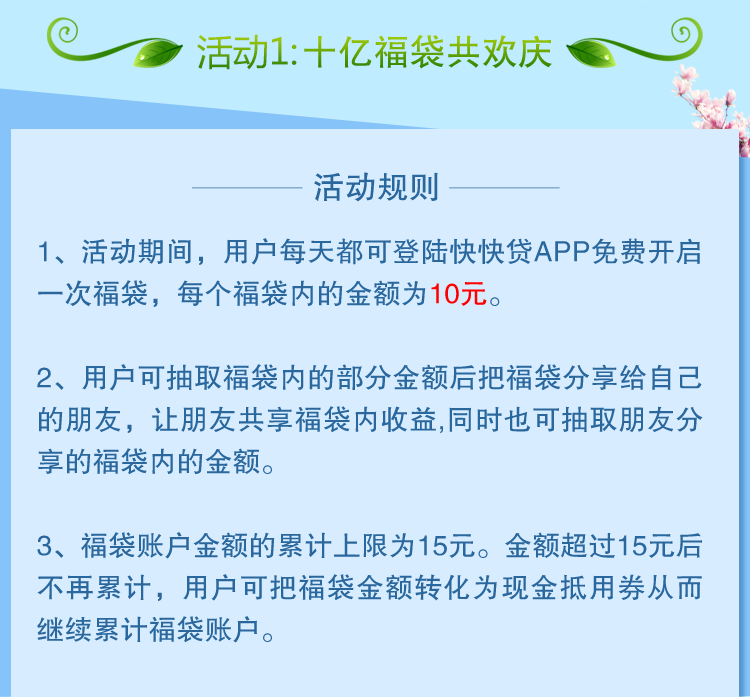 活动1:十亿福袋共欢庆
活动规则
1、活动期间，用户每天都可登陆快快贷APP免费开启
一次福袋，每个福袋内的金额为10元。
2、用户可抽取福袋内的部分金额后把福袋分享给自己
的朋友，让朋友共享福袋内收益,同时也可抽取朋友分
享的福袋内的金额。
3、福袋账户金额的累计上限为15元。金额超过15元后
不再累计，用户可把福袋金额转化为现金抵用券从而
继续累计福袋账户。